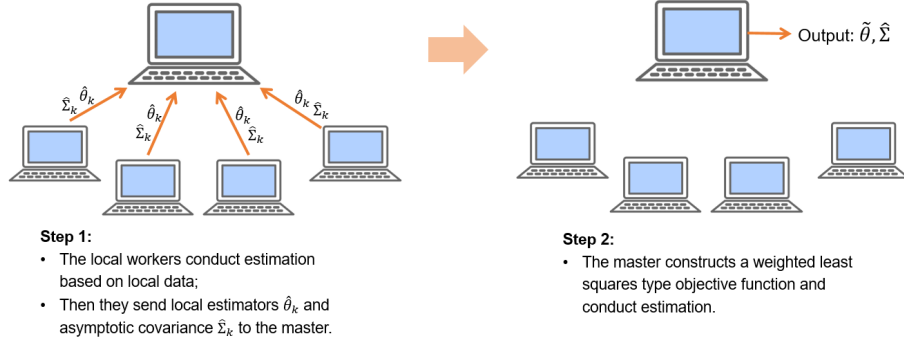 Output: θ̃, Σ̂
Σ̂ₖ θ̂ₖ
θ̂ₖ
Σ̂ₖ
θ̂ₖ
Σ̂ₖ
θ̂ₖ Σ̂ₖ
Step 1:
• The local workers conduct estimation
based on local data;
• Then they send local estimators θ̂ₖ and
asymptotic covariance Σ̂ₖ to the master.
Step 2:
• The master constructs a weighted least
squares type objective function and
conduct estimation.